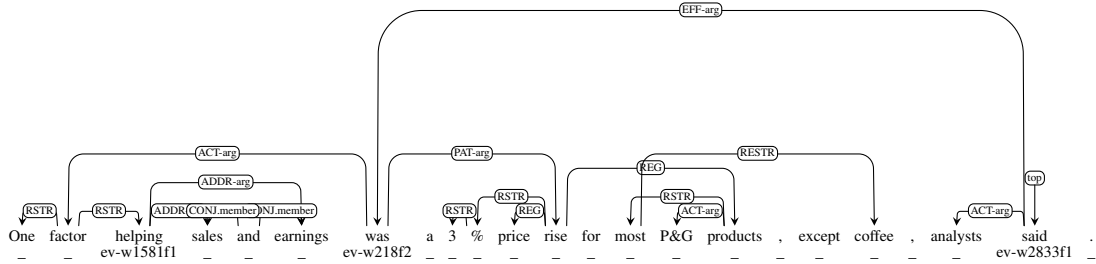 EFF-arg
ACT-arg PAT-arg RESTR
REG
ADDR-arg top
RSTR REG RSTR
RSTR RSTR ADDR CONJ.member ONJ.member RSTR ACT-arg ACT-arg
One factor helping sales and earnings was a 3 % price rise for most P&G products , except coffee , analysts said .
_ _ ev-w1581f1 _ _ _ ev-w218f2 _ _ _ _ _ _ _ _ _ _ _ _ _ _ ev-w2833f1 _